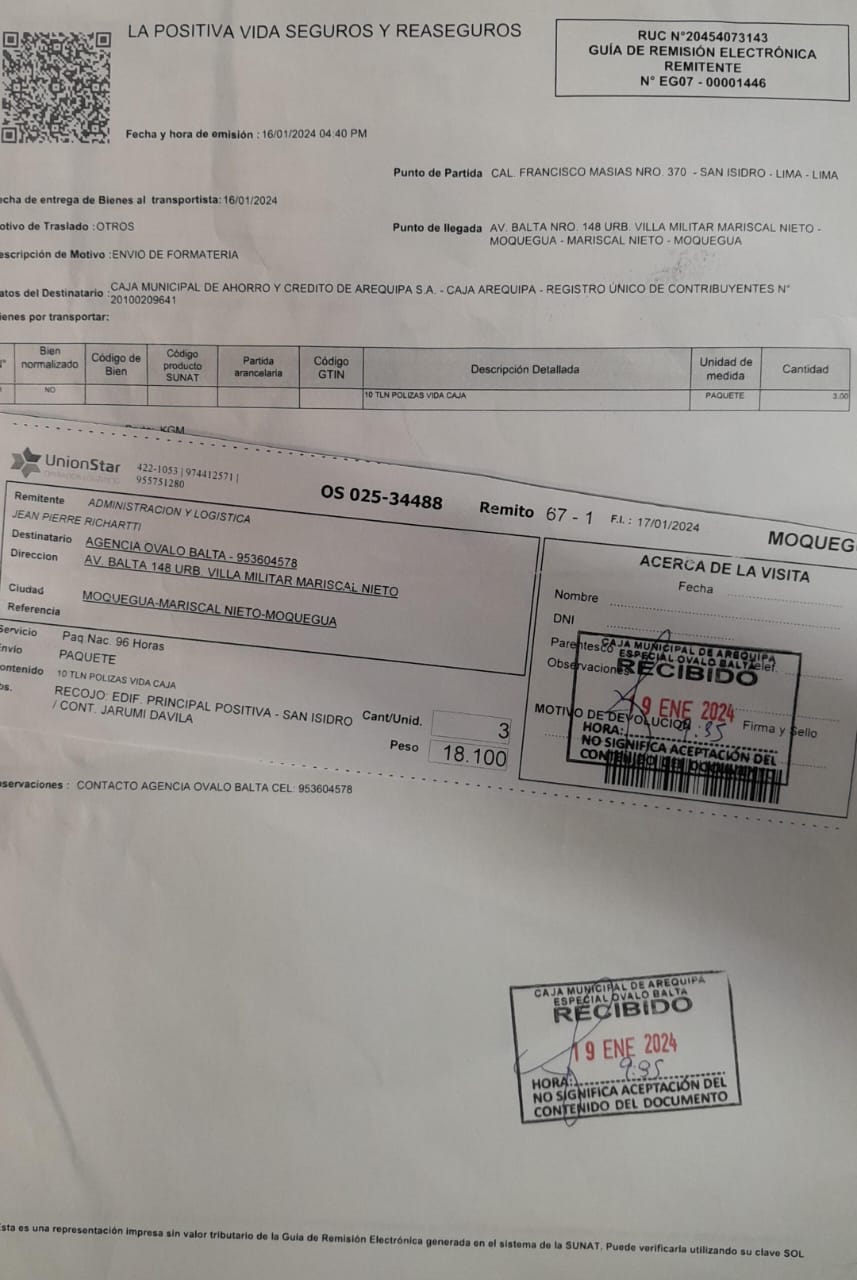 LA POSITIVA VIDA SEGUROS Y REASEGUROS
RUC N°20454073143
GUÍA DE REMISIÓN ELECTRÓNICA
REMITENTE
N° EG07 - 00001446
Fecha y hora de emisión : 16/01/2024 04:40 PM
Punto de Partida CAL. FRANCISCO MASIAS NRO. 370 - SAN ISIDRO - LIMA - LIMA
echa de entrega de Bienes al transportista: 16/01/2024
otivo de Traslado :OTROS
Punto de llegada AV. BALTA NRO. 148 URB. VILLA MILITAR MARISCAL NIETO -
MOQUEGUA - MARISCAL NIETO - MOQUEGUA
escripción de Motivo :ENVIO DE FORMATERIA
atos del Destinatario : CAJA MUNICIPAL DE AHORRO Y CREDITO DE AREQUIPA S.A. - CAJA AREQUIPA - REGISTRO ÚNICO DE CONTRIBUYENTES N°
20100209641
ienes por transportar:
N° Bien normalizado Código de Bien Código producto SUNAT Partida arancelaria Código GTIN Descripción Detallada Unidad de medida Cantidad
NO 10 TLN POLIZAS VIDA CAJA PAQUETE 3.00
KGM
UnionStar
422-1053 | 974412571 |
955751280
OS 025-34488
Remito 67 - 1
F.I. : 17/01/2024
MOQUEG
Remitente ADMINISTRACION Y LOGISTICA
JEAN PIERRE RICHARTTI
Destinatario AGENCIA OVALO BALTA - 953604578
Direccion AV. BALTA 148 URB. VILLA MILITAR MARISCAL NIETO
Ciudad MOQUEGUA-MARISCAL NIETO-MOQUEGUA
Referencia
Servicio Paq Nac. 96 Horas
nvío PAQUETE
ontenido 10 TLN POLIZAS VIDA CAJA
os. RECOJO: EDIF. PRINCIPAL POSITIVA - SAN ISIDRO
/ CONT. JARUMI DAVILA
Cant/Unid. 3
Peso 18.100
ACERCA DE LA VISITA
Fecha
Nombre
DNI
Parentesco
Telef.
Observaciones
MOTIVO DE DEVOLUCION :
Firma y Sello
CAJA MUNICIPAL DE AREQUIPA
ESPECIAL OVALO BALTA
RECIBIDO
19 ENE 2024
HORA: 9:35
NO SIGNIFICA ACEPTACIÓN DEL
CONTENIDO DEL DOCUMENTO
servaciones : CONTACTO AGENCIA OVALO BALTA CEL: 953604578
CAJA MUNICIPAL DE AREQUIPA
ESPECIAL OVALO BALTA
RECIBIDO
19 ENE 2024
9:35
HORA:
NO SIGNIFICA ACEPTACIÓN DEL
CONTENIDO DEL DOCUMENTO
Esta es una representación impresa sin valor tributario de la Guía de Remisión Electrónica generada en el sistema de la SUNAT. Puede verificarla utilizando su clave SOL